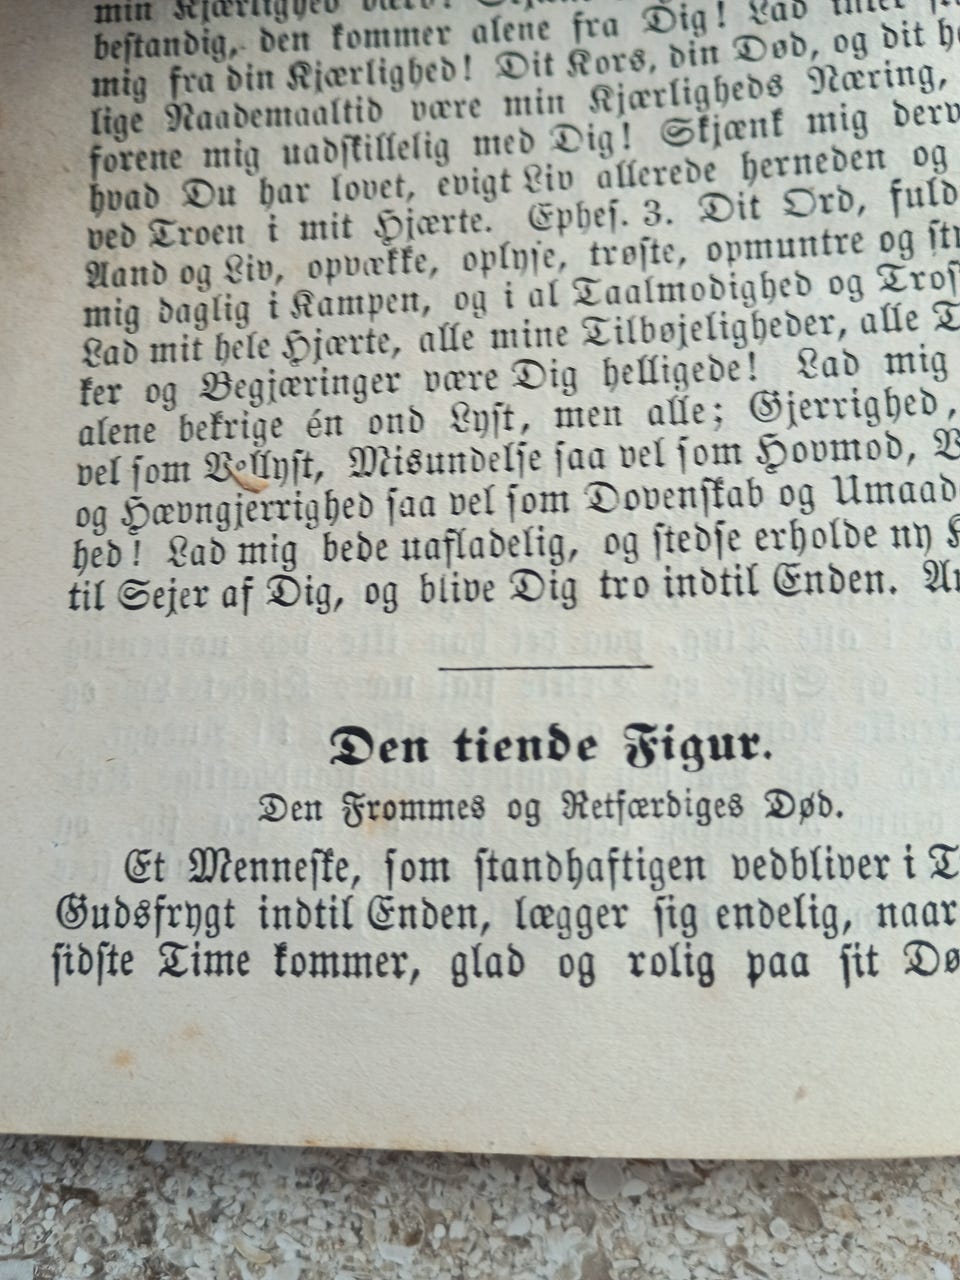 min Kjærlighed
bestandig, den kommer alene fra Dig! Lad intet
mig fra din Kjærlighed! Dit Kors, din Død, og dit
lige Naademaaltid være min Kjærligheds Næring,
forene mig uadskillelig med Dig! Skjænk mig
hvad Du har lovet, evigt Liv allerede herneden og
ved Troen i mit Hjærte. Ephes. 3. Dit Ord,
Aand og Liv, opvække, oplyse, trøste, opmuntre og
mig daglig i Kampen, og i al Taalmodighed og
Lad mit hele Hjærte, alle mine Tilbøjeligheder, alle
ker og Begjæringer være Dig helligede! Lad mig
alene bekrige én ond Lyst, men alle; Gjerrighed,
vel som Vellyst, Misundelse saa vel som Hovmod,
og Hævngjerrighed saa vel som Dovenskab og
hed! Lad mig bede uafladelig, og stedse erholde ny
til Sejer af Dig, og blive Dig tro indtil Enden.
Den tiende Figur.
Den Frommes og Retfærdiges Død.
Et Menneske, som standhaftigen vedbliver i
Gudsfrygt indtil Enden, lægger sig endelig, naar
sidste Time kommer, glad og rolig paa sit